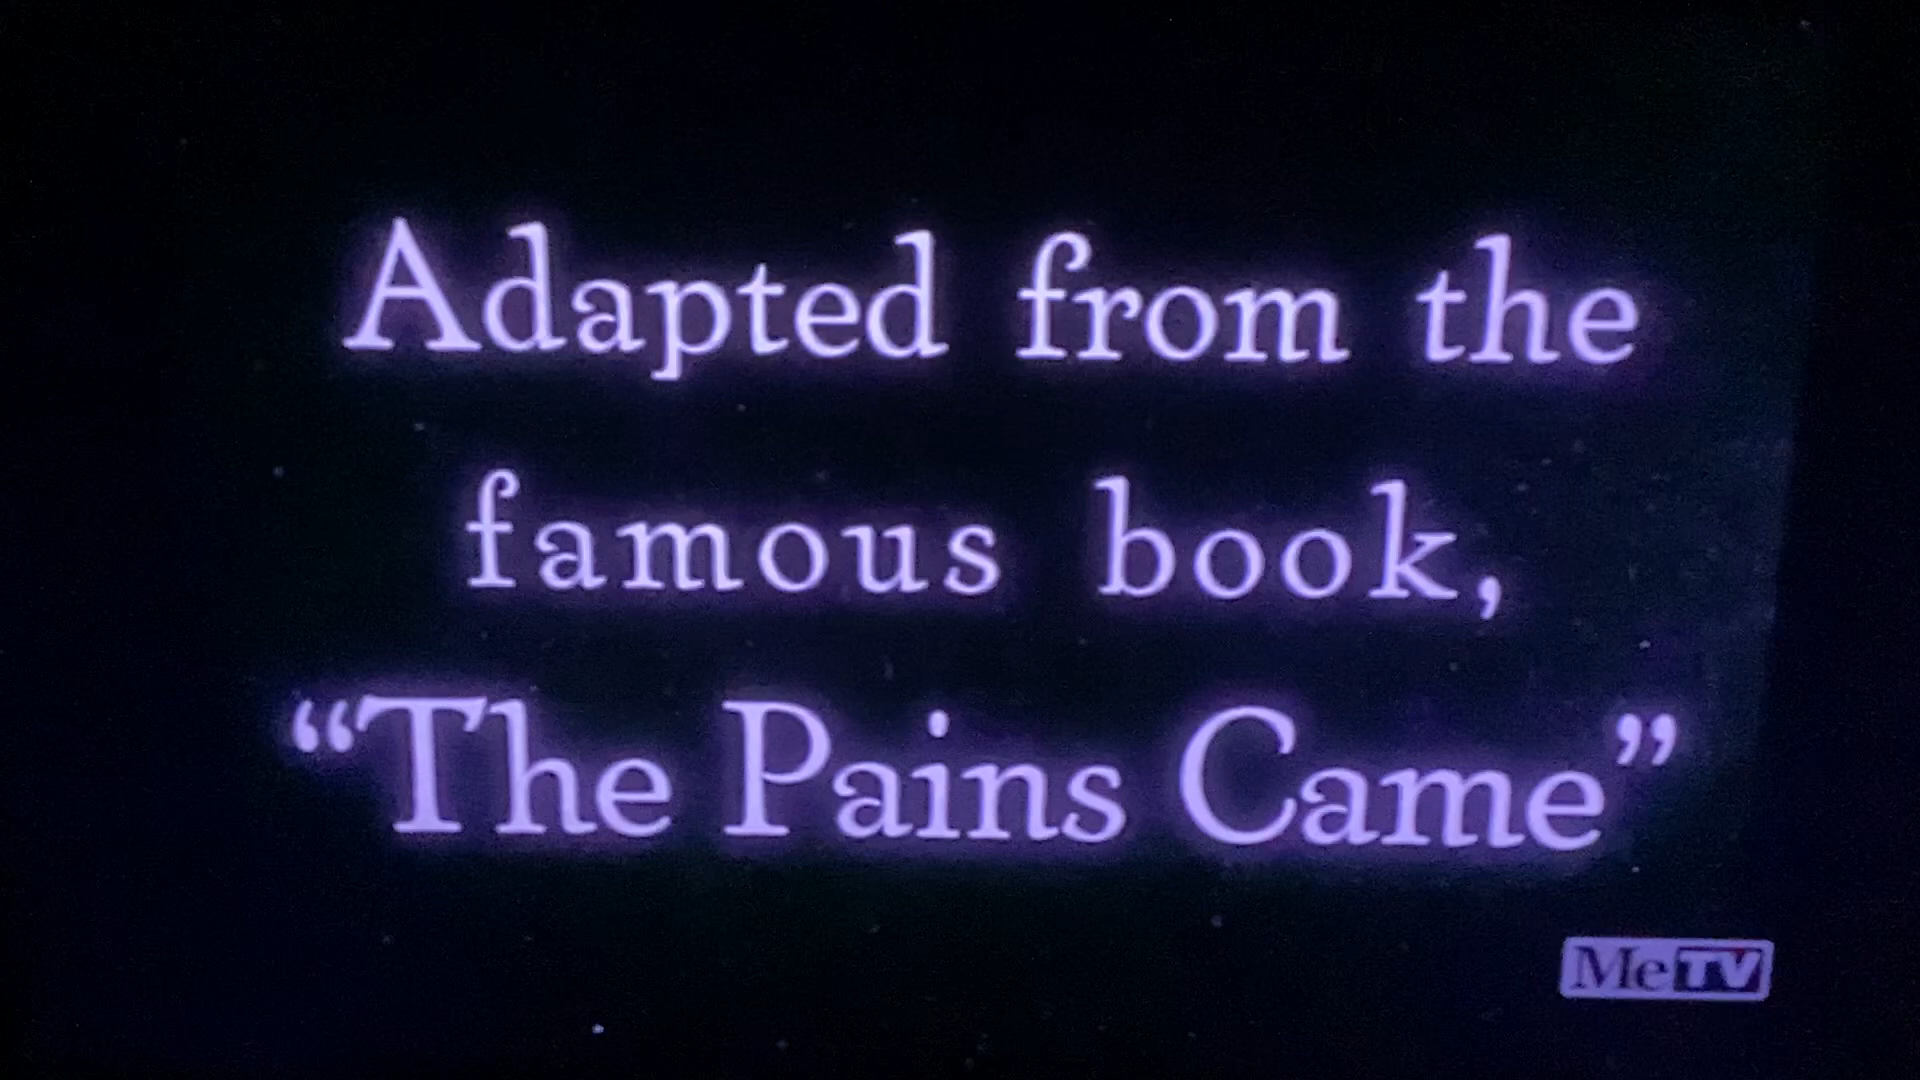 Adapted from the
famous book,
“The Pains Came”
MeTV